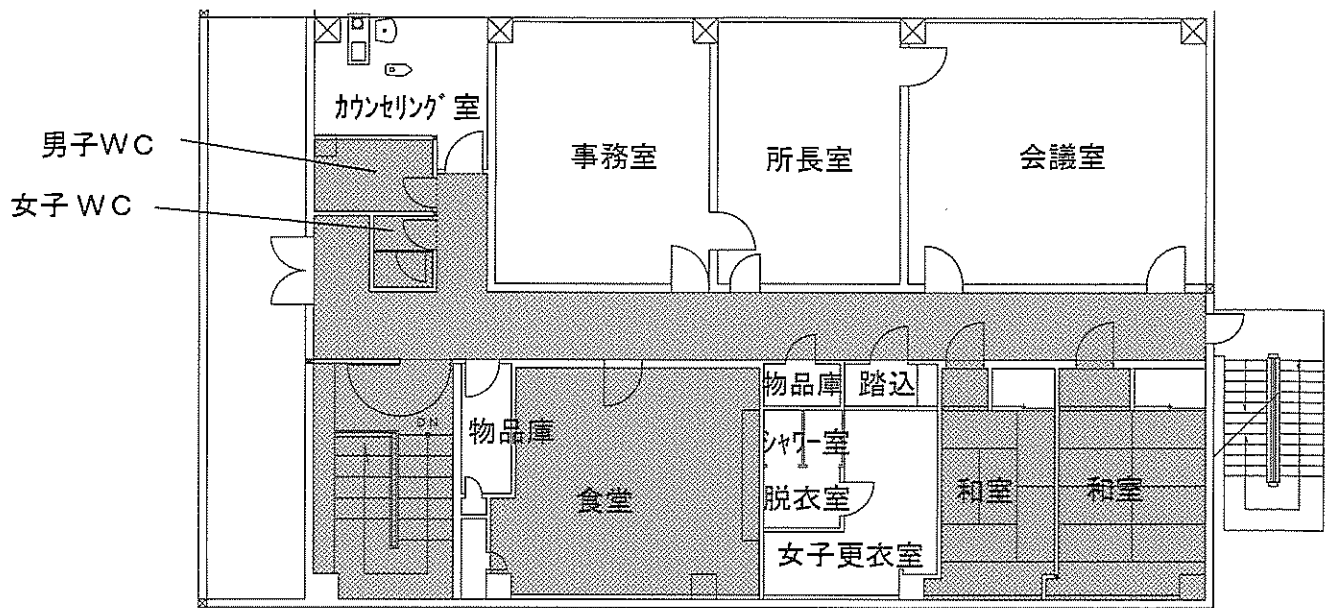 カウンセリング室
男子WC
事務室
所長室
会議室
女子WC
物品庫
踏込
DN
物品庫
シャワー室
食堂
脱衣室
和室
和室
女子更衣室